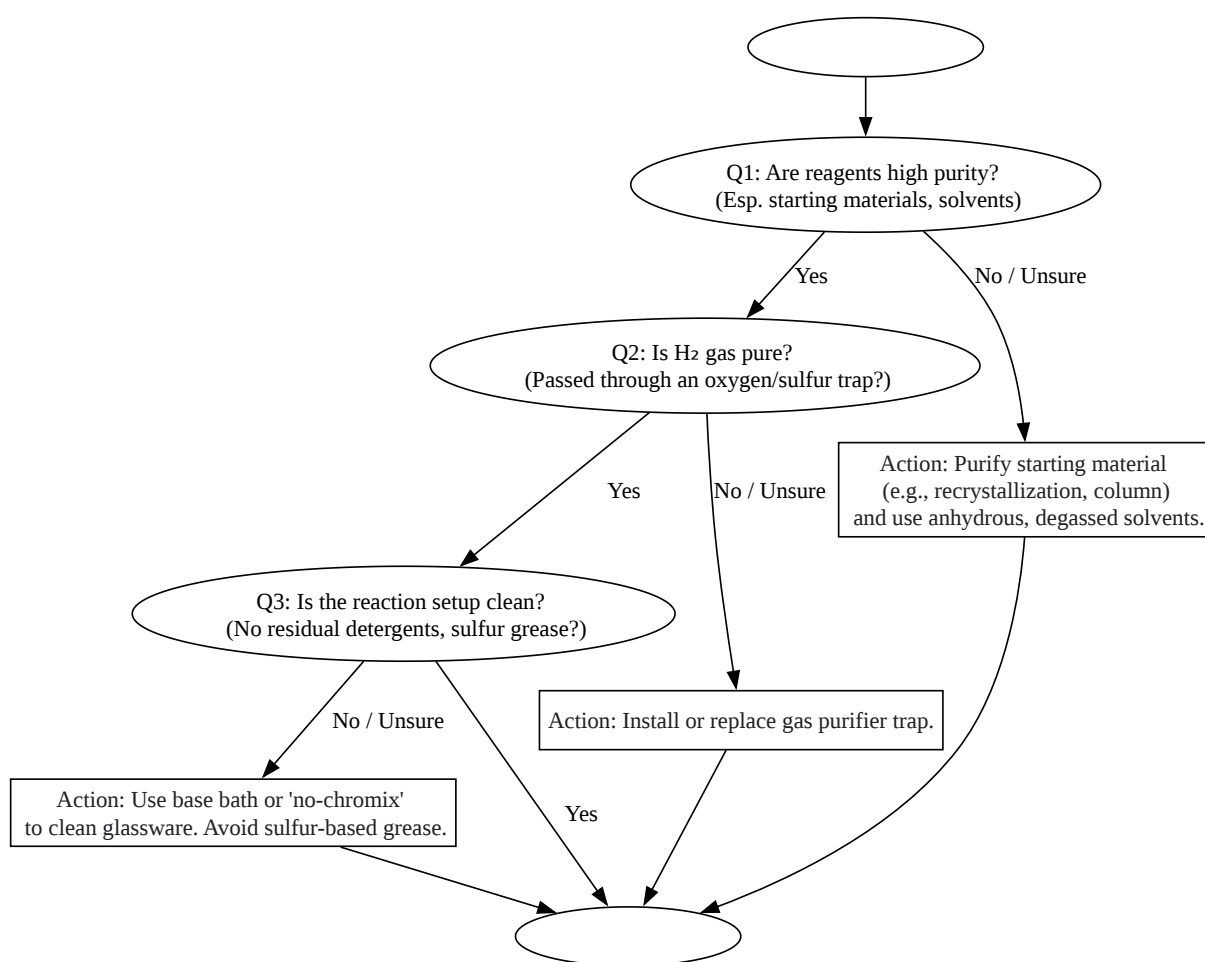 Q1: Are reagents high purity?
(Esp. starting materials, solvents)
Yes
No / Unsure
Q2: Is H₂ gas pure?
(Passed through an oxygen/sulfur trap?)
Action: Purify starting material
(e.g., recrystallization, column)
and use anhydrous, degassed solvents.
Yes
No / Unsure
Q3: Is the reaction setup clean?
(No residual detergents, sulfur grease?)
No / Unsure
Action: Install or replace gas purifier trap.
Action: Use base bath or 'no-chromix'
to clean glassware. Avoid sulfur-based grease.
Yes